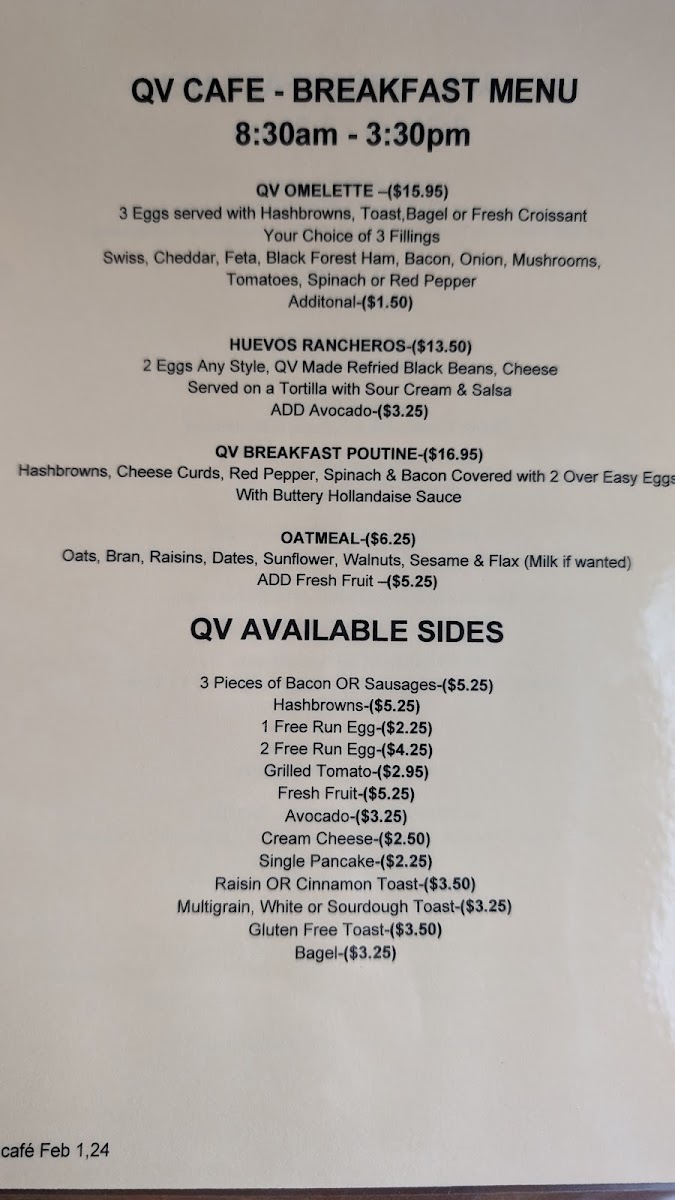 QV CAFE - BREAKFAST MENU
8:30am - 3:30pm
QV OMELETTE –($15.95)
3 Eggs served with Hashbrowns, Toast,Bagel or Fresh Croissant
Your Choice of 3 Fillings
Swiss, Cheddar, Feta, Black Forest Ham, Bacon, Onion, Mushrooms,
Tomatoes, Spinach or Red Pepper
Additonal-($1.50)
HUEVOS RANCHEROS-($13.50)
2 Eggs Any Style, QV Made Refried Black Beans, Cheese
Served on a Tortilla with Sour Cream & Salsa
ADD Avocado-($3.25)
QV BREAKFAST POUTINE-($16.95)
Hashbrowns, Cheese Curds, Red Pepper, Spinach & Bacon Covered with 2 Over Easy Eggs
With Buttery Hollandaise Sauce
OATMEAL-($6.25)
Oats, Bran, Raisins, Dates, Sunflower, Walnuts, Sesame & Flax (Milk if wanted)
ADD Fresh Fruit –($5.25)
QV AVAILABLE SIDES
3 Pieces of Bacon OR Sausages-($5.25)
Hashbrowns-($5.25)
1 Free Run Egg-($2.25)
2 Free Run Egg-($4.25)
Grilled Tomato-($2.95)
Fresh Fruit-($5.25)
Avocado-($3.25)
Cream Cheese-($2.50)
Single Pancake-($2.25)
Raisin OR Cinnamon Toast-($3.50)
Multigrain, White or Sourdough Toast-($3.25)
Gluten Free Toast-($3.50)
Bagel-($3.25)
café Feb 1,24